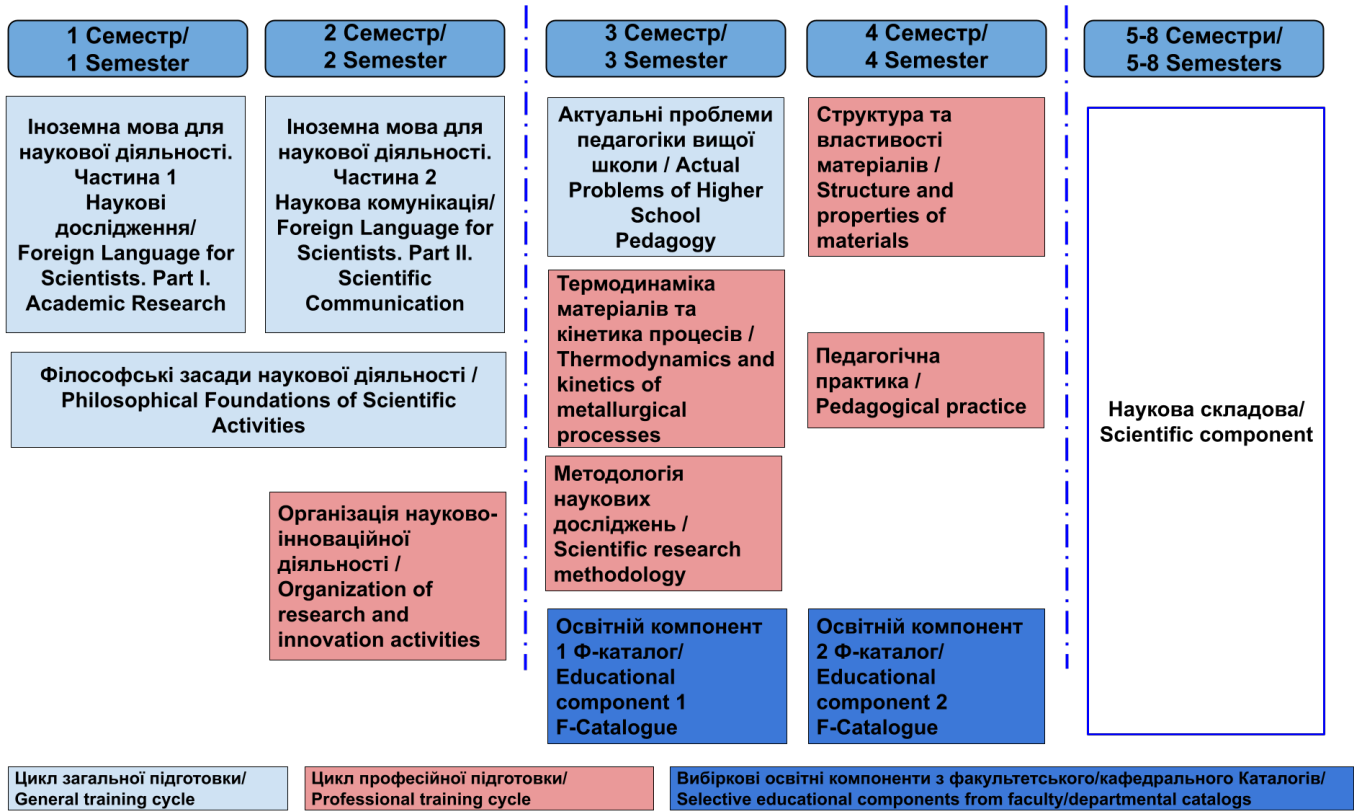 1 Семестр/
1 Semester
2 Семестр/
2 Semester
3 Семестр/
3 Semester
4 Семестр/
4 Semester
5-8 Семестри/
5-8 Semesters
Іноземна мова для
наукової діяльності.
Частина 1
Наукові
дослідження/
Foreign Language for
Scientists. Part I.
Academic Research
Іноземна мова для
наукової діяльності.
Частина 2
Наукова комунікація/
Foreign Language for
Scientists. Part II.
Scientific
Communication
Філософські засади наукової діяльності /
Philosophical Foundations of Scientific
Activities
Організація науково-
інноваційної
діяльності /
Organization of
research and
innovation activities
Актуальні проблеми
педагогіки вищої
школи / Actual
Problems of Higher
School
Pedagogy
Термодинаміка
матеріалів та
кінетика процесів /
Thermodynamics and
kinetics of
metallurgical
processes
Методологія
наукових
досліджень /
Scientific research
methodology
Освітній компонент
1 Ф-каталог/
Educational
component 1
F-Catalogue
Структура та
властивості
матеріалів /
Structure and
properties of
materials
Педагогічна
практика /
Pedagogical practice
Освітній компонент
2 Ф-каталог/
Educational
component 2
F-Catalogue
Наукова складова/
Scientific component
Цикл загальної підготовки/
General training cycle
Цикл професійної підготовки/
Professional training cycle
Вибіркові освітні компоненти з факультетського/кафедрального Каталогів/
Selective educational components from faculty/departmental catalogs